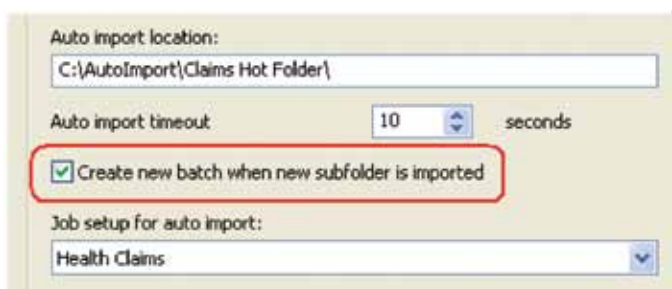 Auto import location:
C:\AutoImport\Claims Hot Folder\
Auto import timeout 10 seconds
Create new batch when new subfolder is imported
Job setup for auto import:
Health Claims